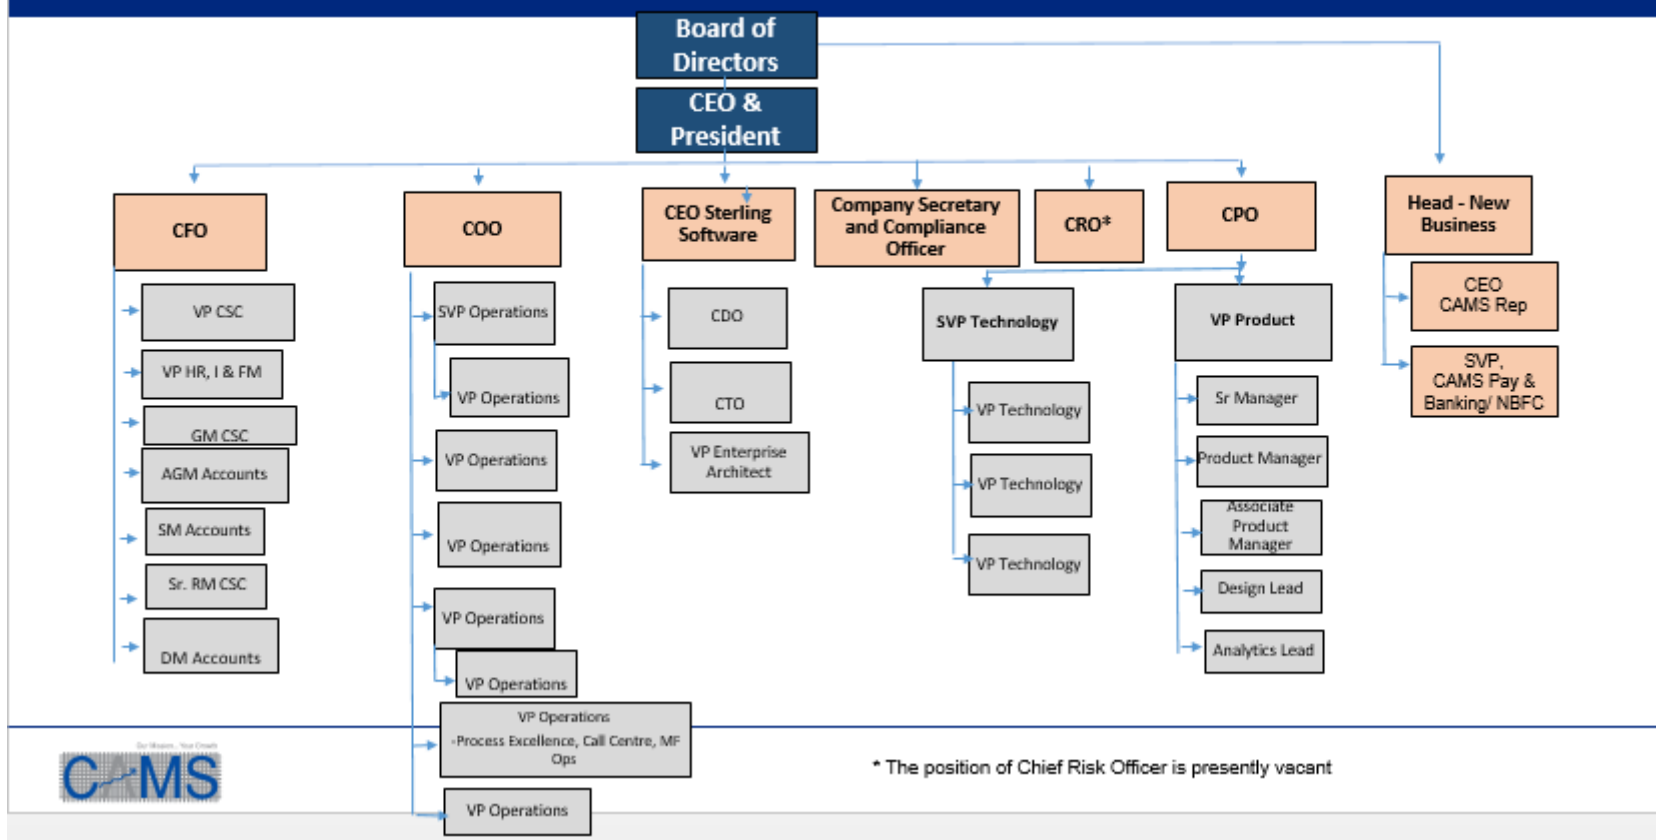 Board of
Directors
CEO &
President
CFO
COO
CEO Sterling
Software
Company Secretary
and Compliance
Officer
CRO*
CPO
Head - New
Business
VP CSC
VP HR, I & FM
GM CSC
AGM Accounts
SM Accounts
Sr. RM CSC
DM Accounts
SVP Operations
VP Operations
VP Operations
VP Operations
VP Operations
VP Operations
VP Operations
-Process Excellence, Call Centre, MF
Ops
VP Operations
CDO
CTO
VP Enterprise
Architect
SVP Technology
VP Technology
VP Technology
VP Technology
VP Product
Sr Manager
Product Manager
Associate
Product
Manager
Design Lead
Analytics Lead
CEO
CAMS Rep
SVP,
CAMS Pay &
Banking/ NBFC
Our Mission... Your Growth
CAMS
* The position of Chief Risk Officer is presently vacant